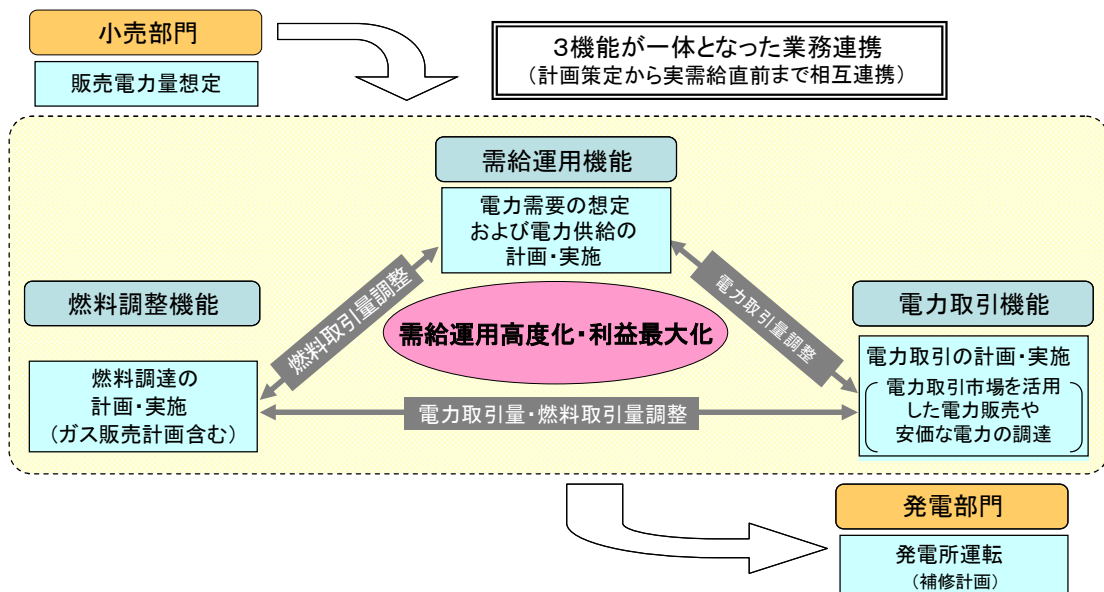 小売部門
販売電力量想定
3機能が一体となった業務連携
(計画策定から実需給直前まで相互連携)
需給運用機能
電力需要の想定
および電力供給の
計画・実施
燃料調整機能
燃料調達の
計画・実施
(ガス販売計画含む)
燃料取引量調整
需給運用高度化・利益最大化
電力取引量調整
電力取引量・燃料取引量調整
電力取引機能
電力取引の計画・実施
電力取引市場を活用
した電力販売や
安価な電力の調達
発電部門
発電所運転
(補修計画)